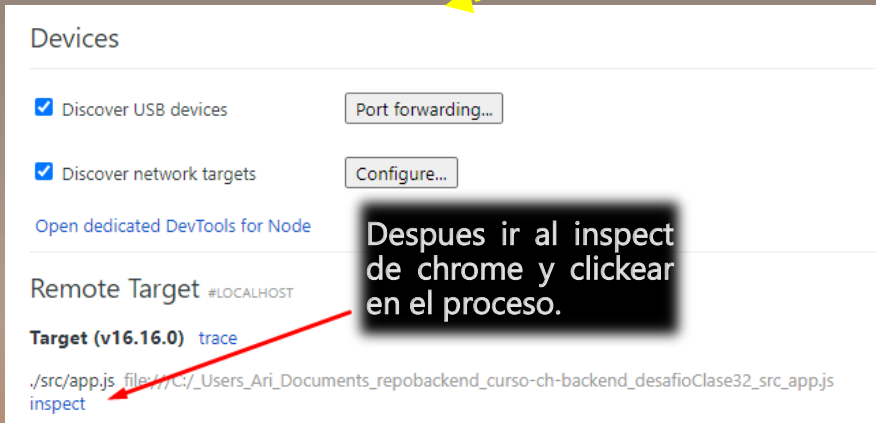 Devices
Discover USB devices
Port forwarding...
Discover network targets
Configure...
Open dedicated DevTools for Node
Despues ir al inspect
de chrome y clickear
en el proceso.
Remote Target #LOCALHOST
Target (v16.16.0) trace
./src/app.js file:///C:/_Users_Ari_Documents_repobackend_curso-ch-backend_desafioClase32_src_app.js
inspect